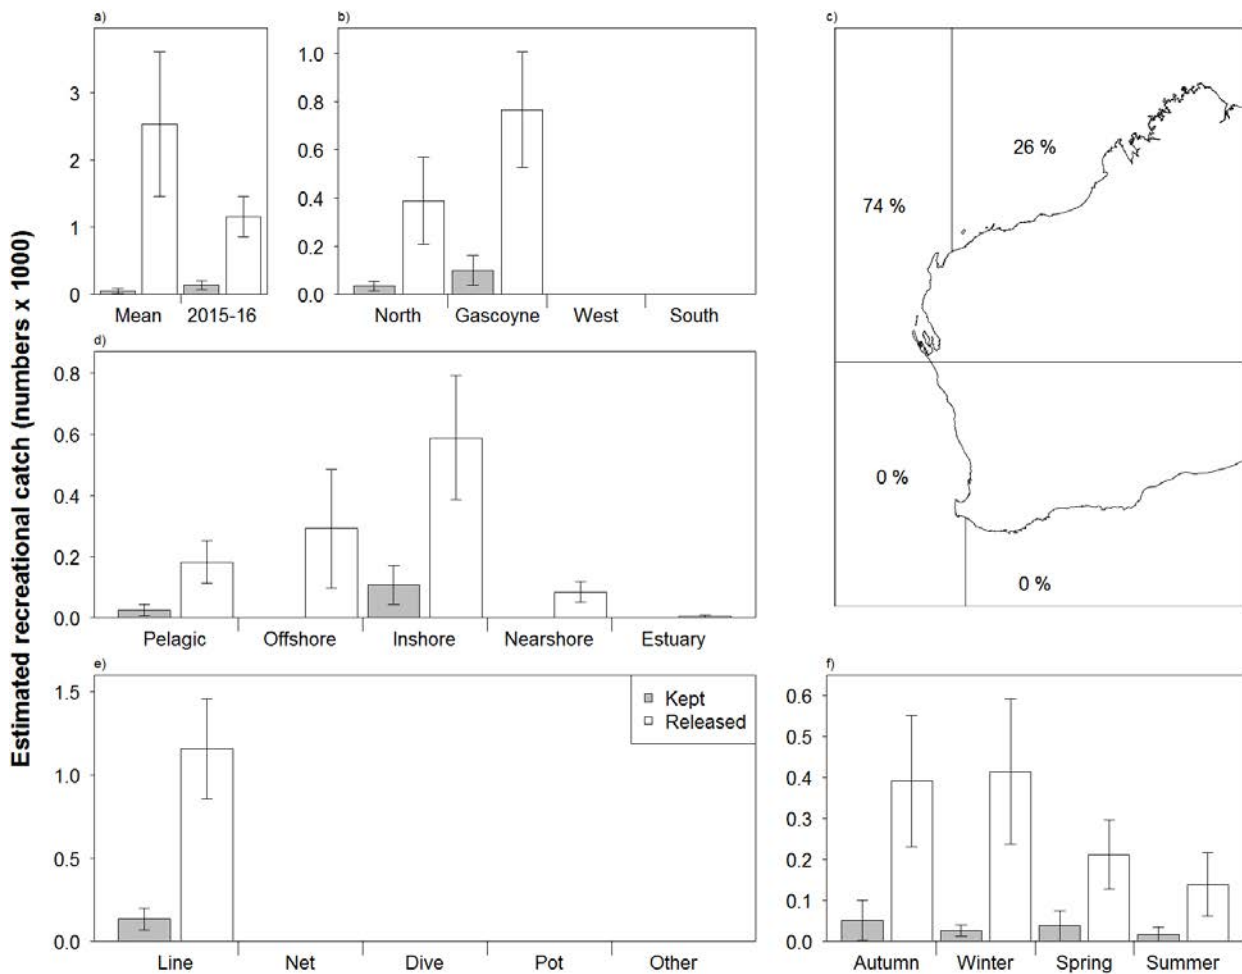 Estimated recreational catch (numbers x 1000)
a)
3
2
1
0
Mean 2015-16
b)
1.0
0.8
0.6
0.4
0.2
0.0
North Gascoyne West South
c)
26 %
74 %
0 %
0 %
d)
0.8
0.6
0.4
0.2
0.0
Pelagic Offshore Inshore Nearshore Estuary
e)
1.5
1.0
0.5
0.0
Kept
Released
Line Net Dive Pot Other
f)
0.6
0.5
0.4
0.3
0.2
0.1
0.0
Autumn Winter Spring Summer